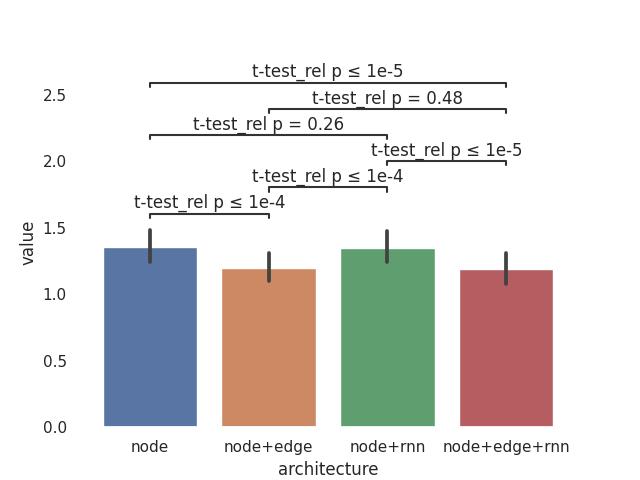 t-test_rel p ≤ 1e-5
t-test_rel p = 0.48
t-test_rel p = 0.26
t-test_rel p ≤ 1e-5
t-test_rel p ≤ 1e-4
t-test_rel p ≤ 1e-4
2.5
2.0
1.5
1.0
0.5
0.0
value
node
node+edge
node+rnn
node+edge+rnn
architecture